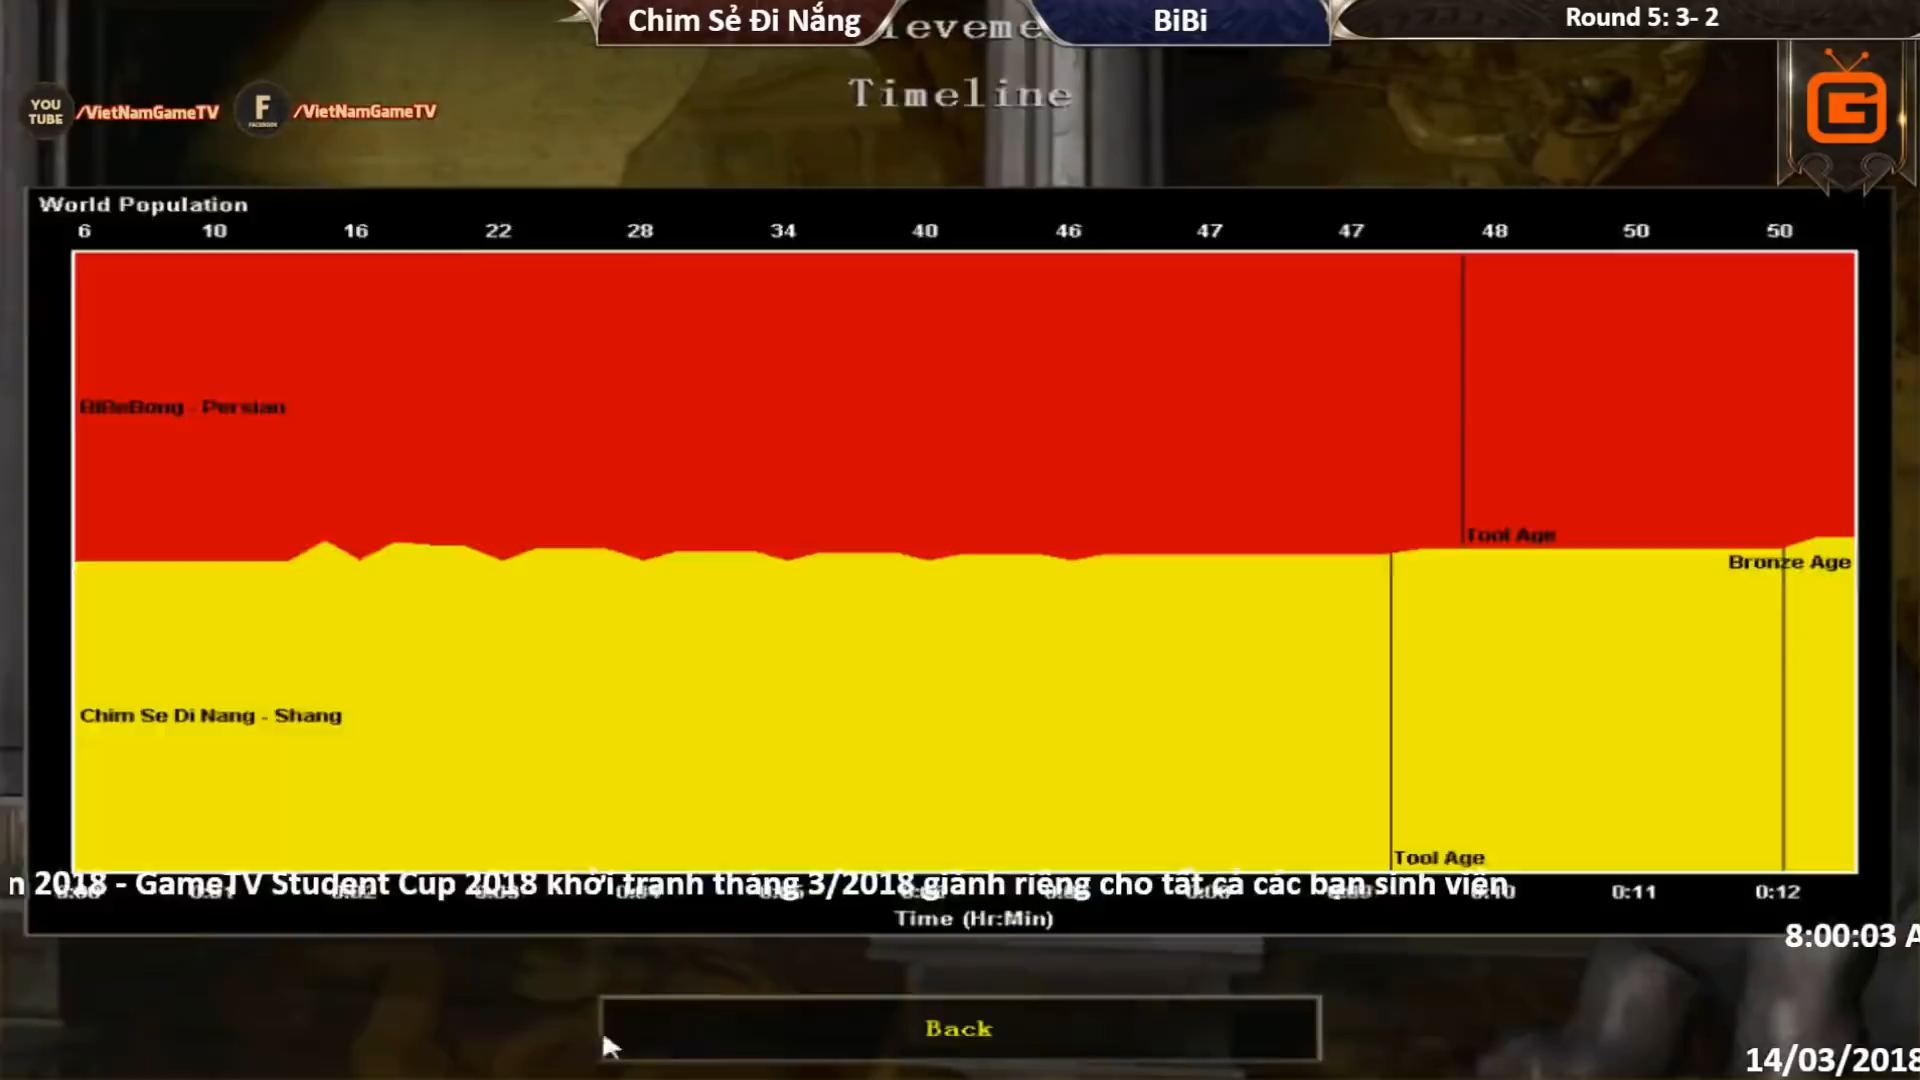 Chim Sẻ Đi Nắng
BiBi
Round 5: 3- 2
ieveme
Timeline
YOU
TUBE
/VietNamGameTV
F
FACEBOOK
/VietNamGameTV
G
World Population
6 10 16 22 28 34 40 46 47 47 48 50 50
Persian
Tool Age
Bronze Age
Chim Se Di Nang - Shang
Tool Age
n 2018 - GameTV Student Cup 2018 khởi tranh tháng 3/2018 giành riêng cho tất cả các bạn sinh viên
0:11 0:12
Time (Hr:Min)
8:00:03 A
Back
14/03/2018